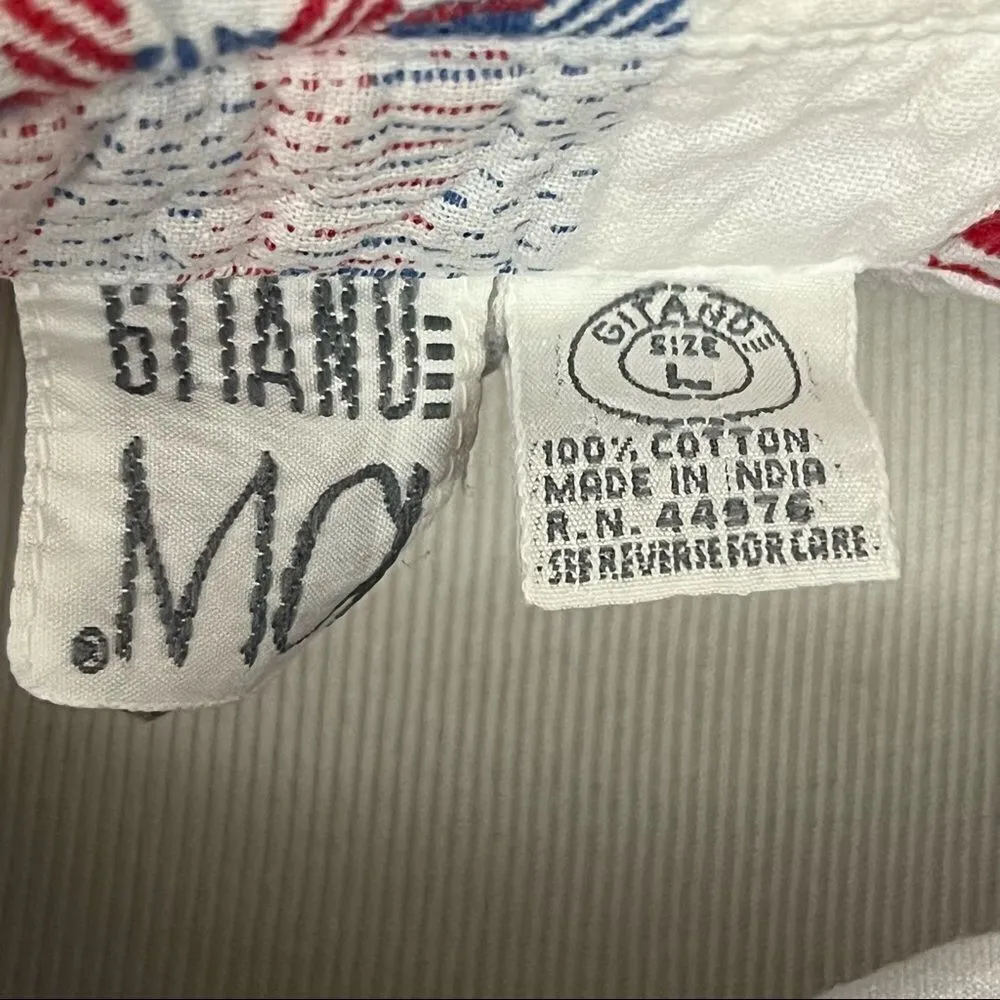 GITANO
®
GITANO
SIZE
L
100% COTTON
MADE IN INDIA
R.N. 44976
SEE REVERSE FOR CARE